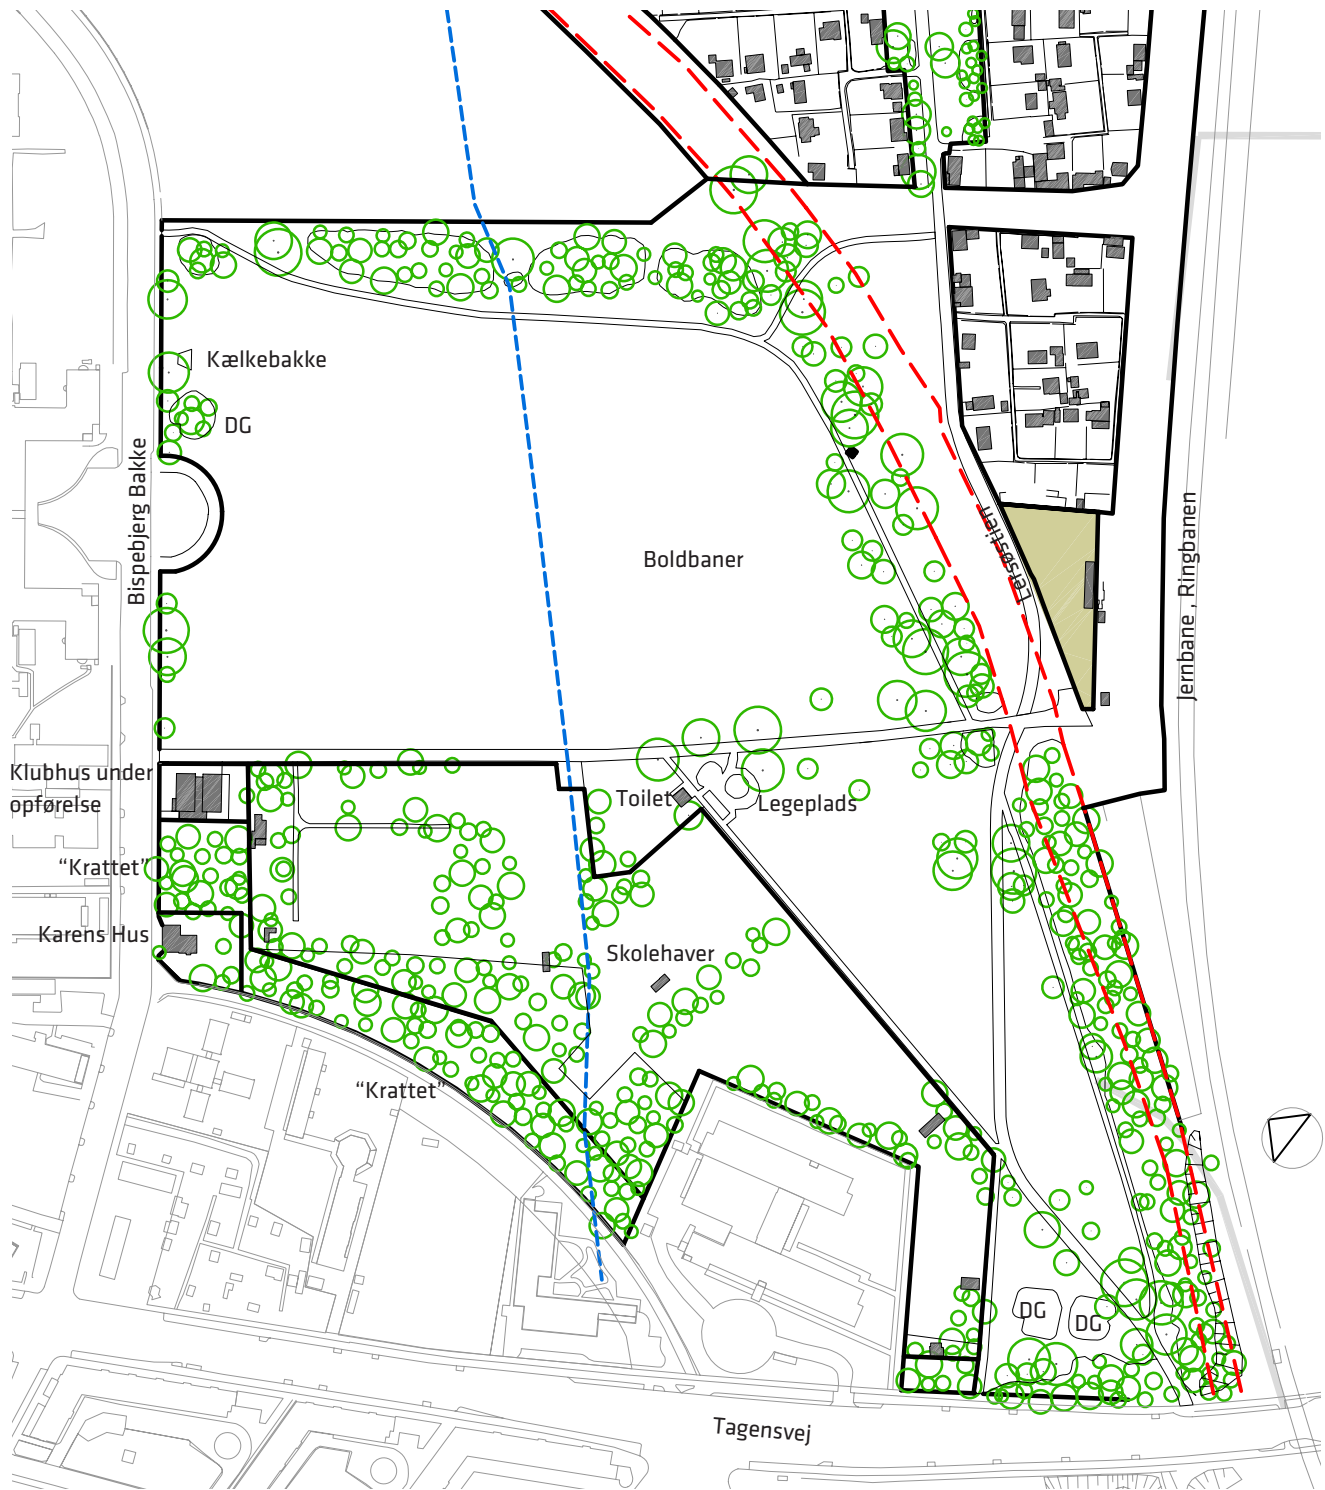 Kælkebakke
DG
Bispebjerg Bakke
Boldbaner
Lersøstien
Jernbane , Ringbanen
Klubhus under
opførelse
Toilet
Legeplads
“Krattet”
Karens Hus
Skolehaver
“Krattet”
DG
DG
Tagensvej